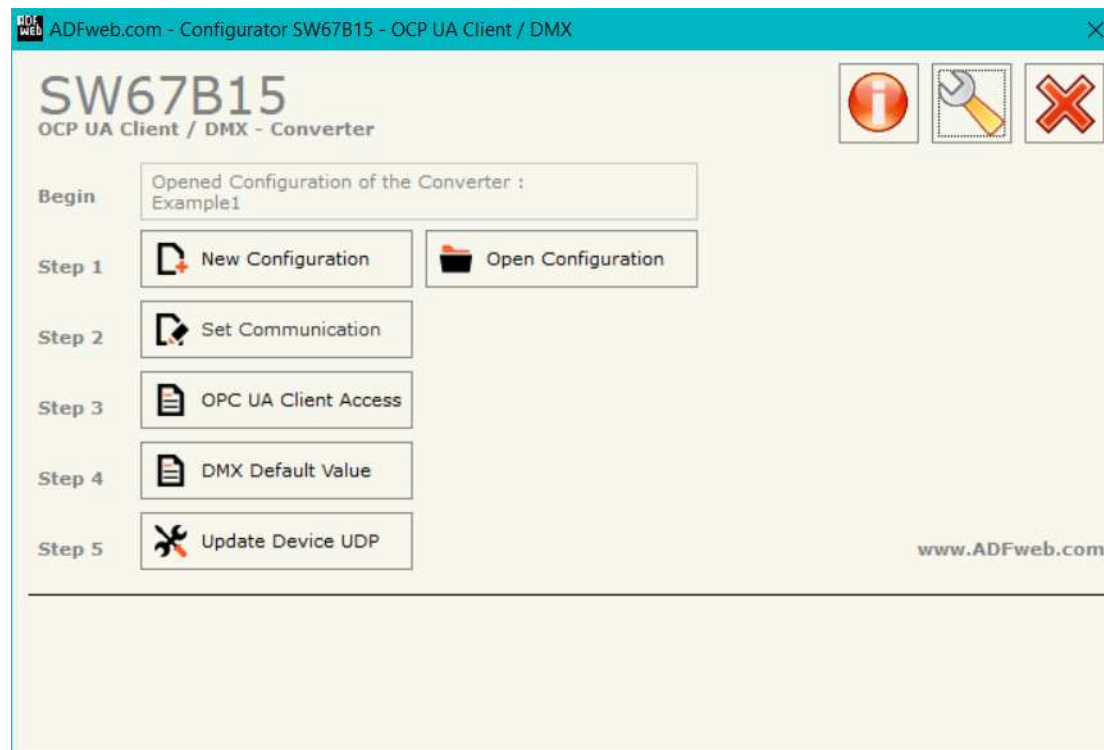 ADFweb.com - Configurator SW67B15 - OCP UA Client / DMX
SW67B15
OCP UA Client / DMX - Converter
Begin
Opened Configuration of the Converter :
Example1
Step 1
New Configuration
Open Configuration
Step 2
Set Communication
Step 3
OPC UA Client Access
Step 4
DMX Default Value
Step 5
Update Device UDP
www.ADFweb.com